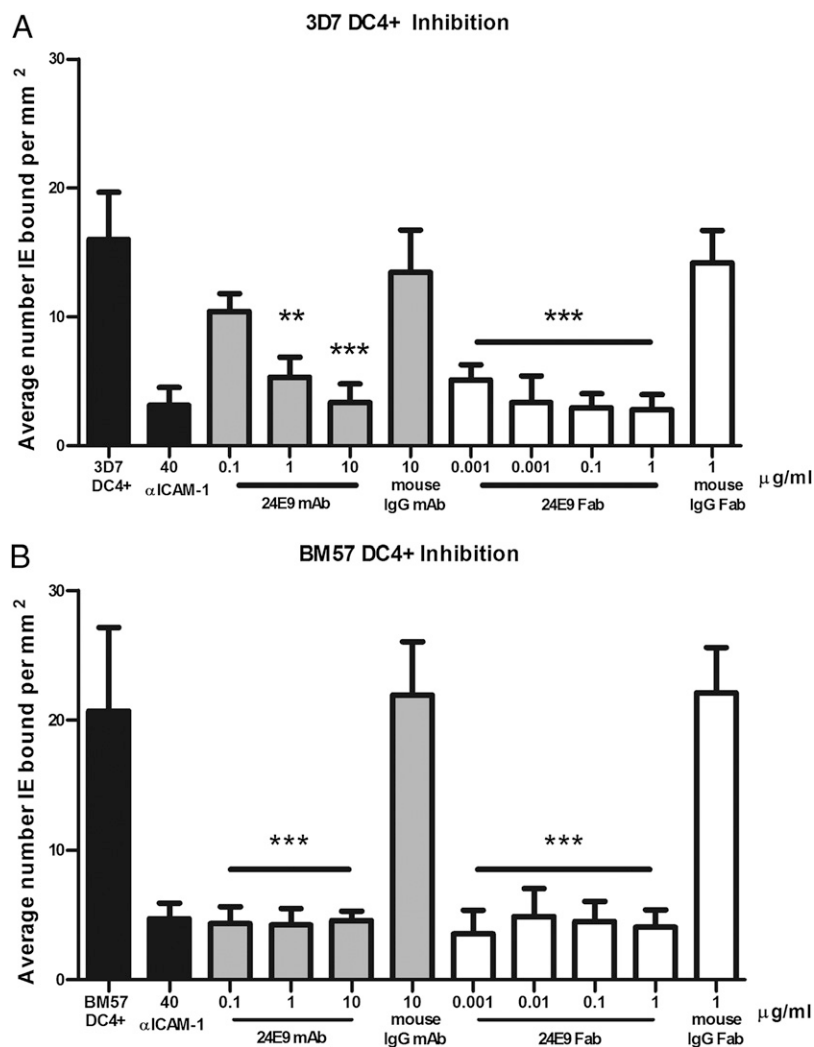 A
3D7 DC4+ Inhibition
Average number IE bound per mm 2
30
20
10
0
** *** ***
3D7 DC4+
40 αICAM-1
0.1 1 10
24E9 mAb
10 mouse IgG mAb
0.001 0.001 0.1 1
24E9 Fab
1 mouse IgG Fab
μg/ml
B
BM57 DC4+ Inhibition
Average number IE bound per mm 2
30
20
10
0
*** ***
BM57 DC4+
40 αICAM-1
0.1 1 10
24E9 mAb
10 mouse IgG mAb
0.001 0.01 0.1 1
24E9 Fab
1 mouse IgG Fab
μg/ml